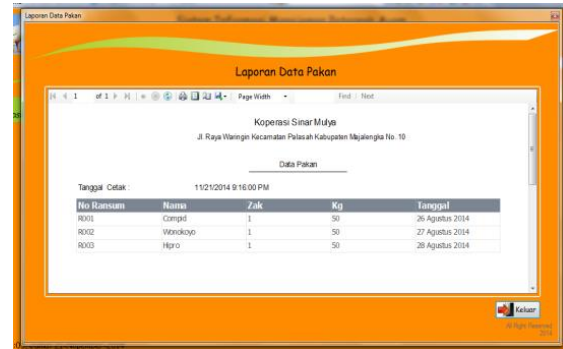 Laporan Data Pakan
Laporan Data Pakan
1 of 1 Page Width Find | Next
Koperasi Sinar Mulya
Jl. Raya Waringin Kecamatan Palasah Kabupaten Majalengka No. 10
Data Pakan
Tanggal Cetak : 11/21/2014 9:16:00 PM
No Ransum Nama Zak Kg Tanggal
R001 Compid 1 50 26 Agustus 2014
R002 Wonokoyo 1 50 27 Agustus 2014
R003 Hipro 1 50 28 Agustus 2014
Keluar
All Right Reserved
2014